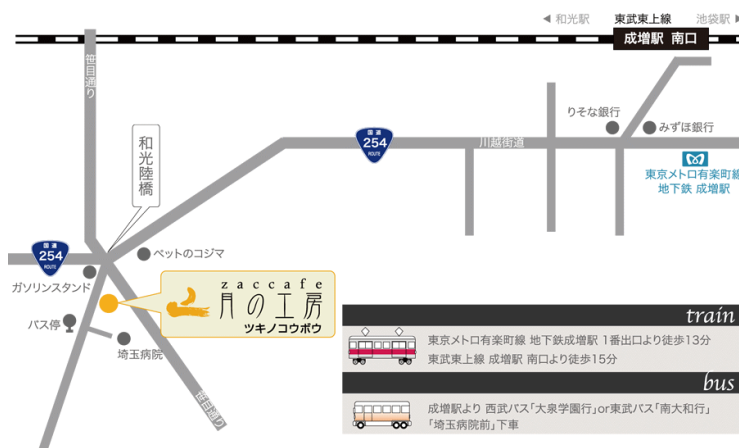 ◀ 和光駅 東武東上線 池袋駅 ▶
成増駅 南口
笹目通り
りそな銀行
みずほ銀行
国道
254
ROUTE
川越街道
和光陸橋
東京メトロ有楽町線
地下鉄 成増駅
国道
254
ROUTE
ペットのコジマ
ガソリンスタンド
zaccafe
月の工房
ツキノコウボウ
バス停
埼玉病院
笹目通り
train
東京メトロ有楽町線 地下鉄成増駅 1番出口より徒歩13分
東武東上線 成増駅 南口より徒歩15分
bus
成増駅より 西武バス「大泉学園行」or東武バス「南大和行」
「埼玉病院前」下車